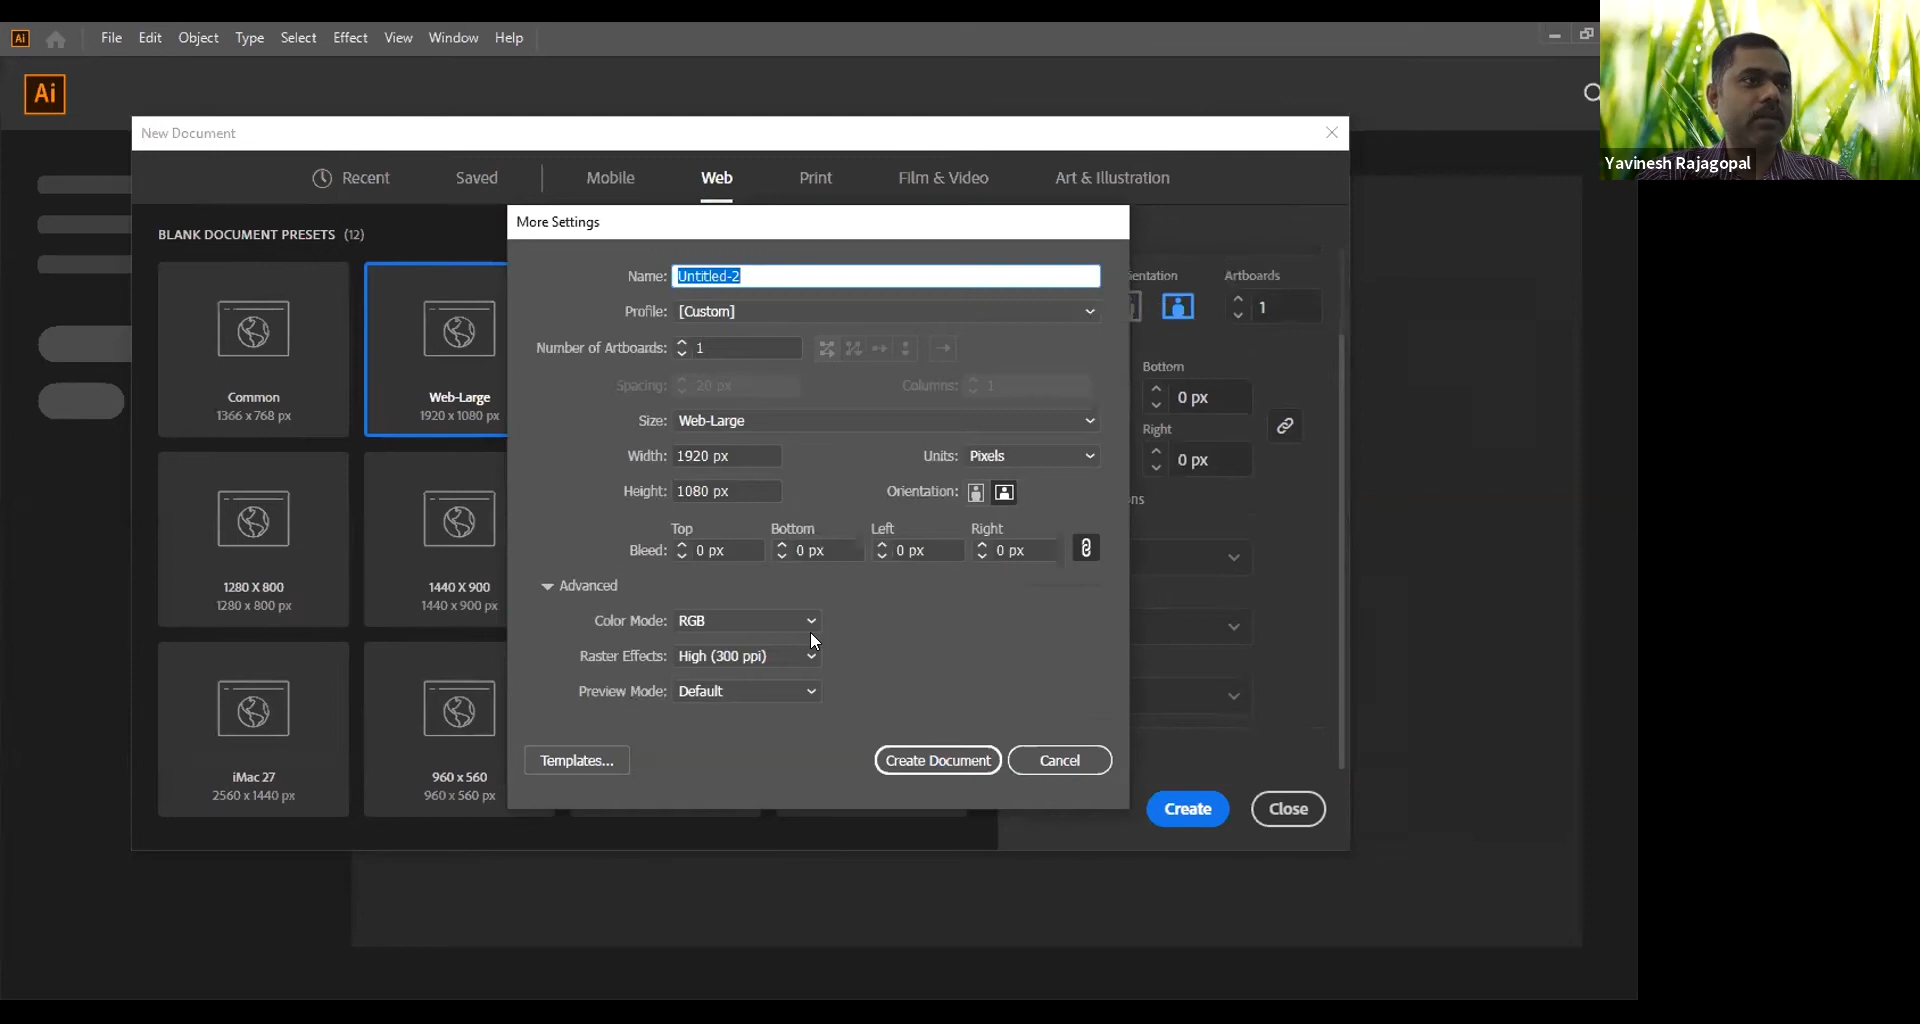 Ai File Edit Object Type Select Effect View Window Help
Ai
New Document
Recent Saved Mobile Web Print Film & Video Art & Illustration
BLANK DOCUMENT PRESETS (12)
Common
1366 x 768 px
Web-Large
1920 x 1080 px
1280 X 800
1280 x 800 px
1440 X 900
1440 x 900 px
iMac 27
2560 x 1440 px
960 x 560
960 x 560 px
More Settings
Name: Untitled-2
Profile: [Custom]
Number of Artboards: 1
Spacing: 20 px Columns: 1
Size: Web-Large
Width: 1920 px Units: Pixels
Height: 1080 px Orientation:
Top Bottom Left Right
Bleed: 0 px 0 px 0 px 0 px
Advanced
Color Mode: RGB
Raster Effects: High (300 ppi)
Preview Mode: Default
Templates... Create Document Cancel
ientation Artboards
1
Bottom
0 px
Right
0 px
ns
Create Close
Yavinesh Rajagopal